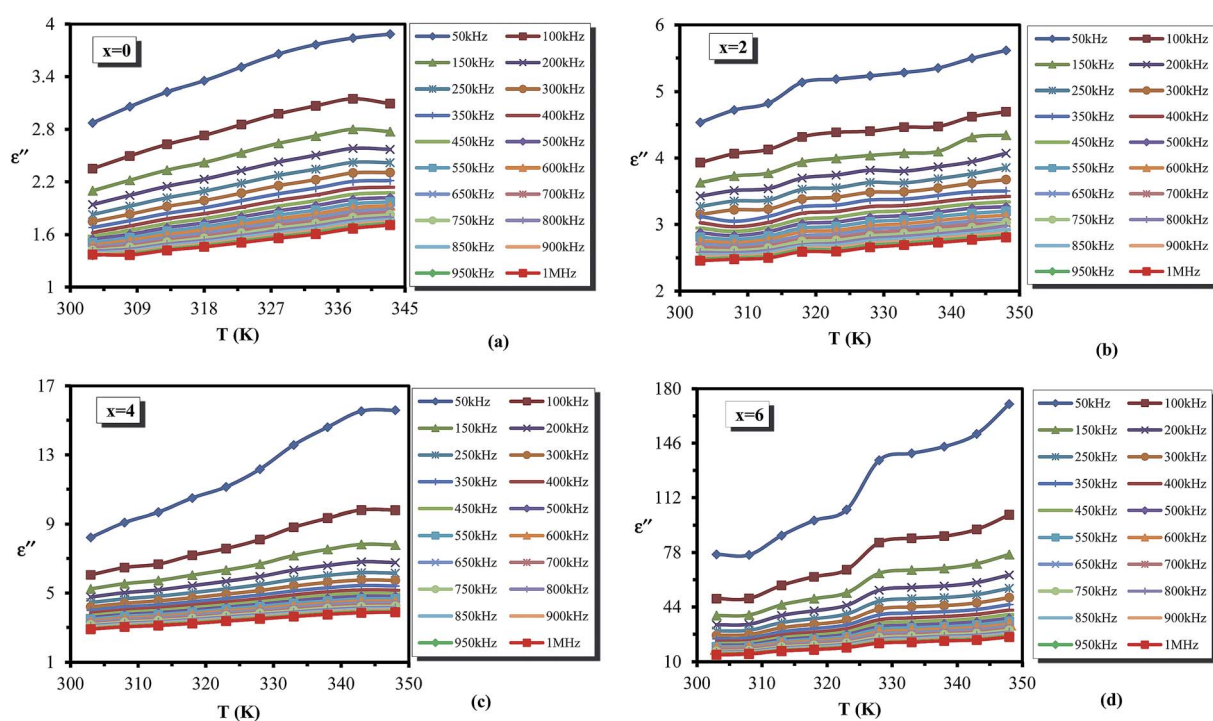 x=0
ε″
4
3.4
2.8
2.2
1.6
1
300 309 318 327 336 345
T (K)
50kHz 100kHz
150kHz 200kHz
250kHz 300kHz
350kHz 400kHz
450kHz 500kHz
550kHz 600kHz
650kHz 700kHz
750kHz 800kHz
850kHz 900kHz
950kHz 1MHz
(a)
x=2
ε″
6
5
4
3
2
300 310 320 330 340 350
T (K)
50kHz 100kHz
150kHz 200kHz
250kHz 300kHz
350kHz 400kHz
450kHz 500kHz
550kHz 600kHz
650kHz 700kHz
750kHz 800kHz
850kHz 900kHz
950kHz 1MHz
(b)
x=4
ε″
17
13
9
5
1
300 310 320 330 340 350
T (K)
50kHz 100kHz
150kHz 200kHz
250kHz 300kHz
350kHz 400kHz
450kHz 500kHz
550kHz 600kHz
650kHz 700kHz
750kHz 800kHz
850kHz 900kHz
950kHz 1MHz
(c)
x=6
ε″
180
146
112
78
44
10
300 310 320 330 340 350
T (K)
50kHz 100kHz
150kHz 200kHz
250kHz 300kHz
350kHz 400kHz
450kHz 500kHz
550kHz 600kHz
650kHz 700kHz
750kHz 800kHz
850kHz 900kHz
950kHz 1MHz
(d)